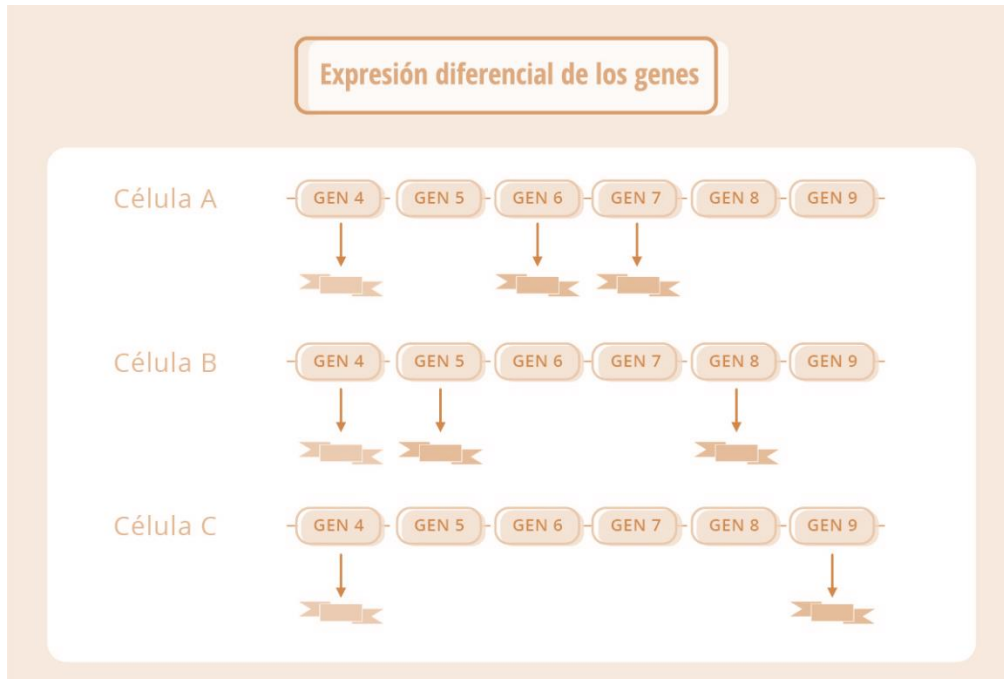 Expresión diferencial de los genes
Célula A GEN 4 GEN 5 GEN 6 GEN 7 GEN 8 GEN 9
Célula B GEN 4 GEN 5 GEN 6 GEN 7 GEN 8 GEN 9
Célula C GEN 4 GEN 5 GEN 6 GEN 7 GEN 8 GEN 9